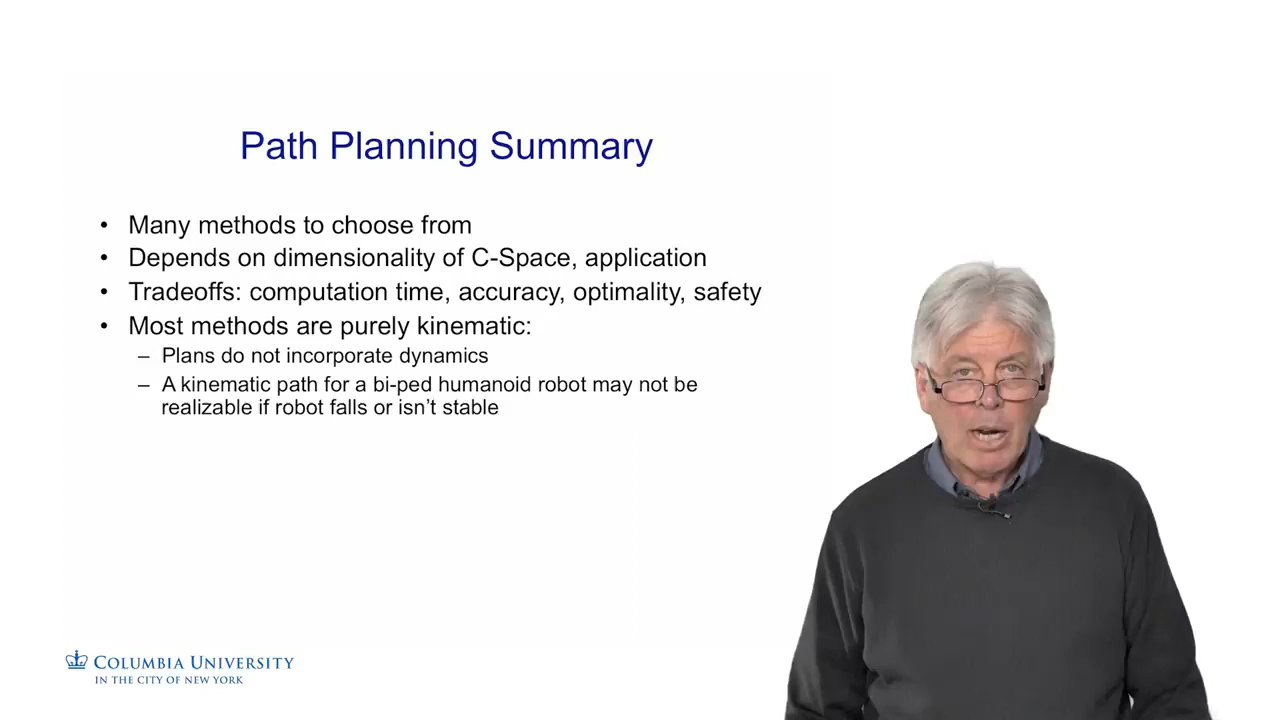 Path Planning Summary
• Many methods to choose from
• Depends on dimensionality of C-Space, application
• Tradeoffs: computation time, accuracy, optimality, safety
• Most methods are purely kinematic:
– Plans do not incorporate dynamics
– A kinematic path for a bi-ped humanoid robot may not be
realizable if robot falls or isn't stable
COLUMBIA UNIVERSITY
IN THE CITY OF NEW YORK